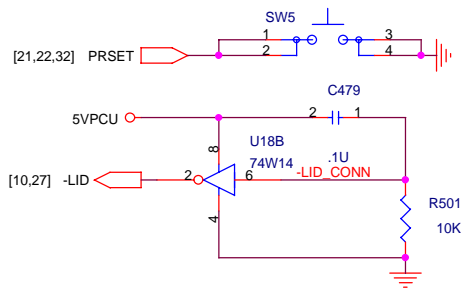 SW5
1
3
[21,22,32] PRSET
2
4
C479
5VPCU
2
1
U18B
8
74W14
.1U
[10,27] -LID
2
6
-LID_CONN
R501
4
10K